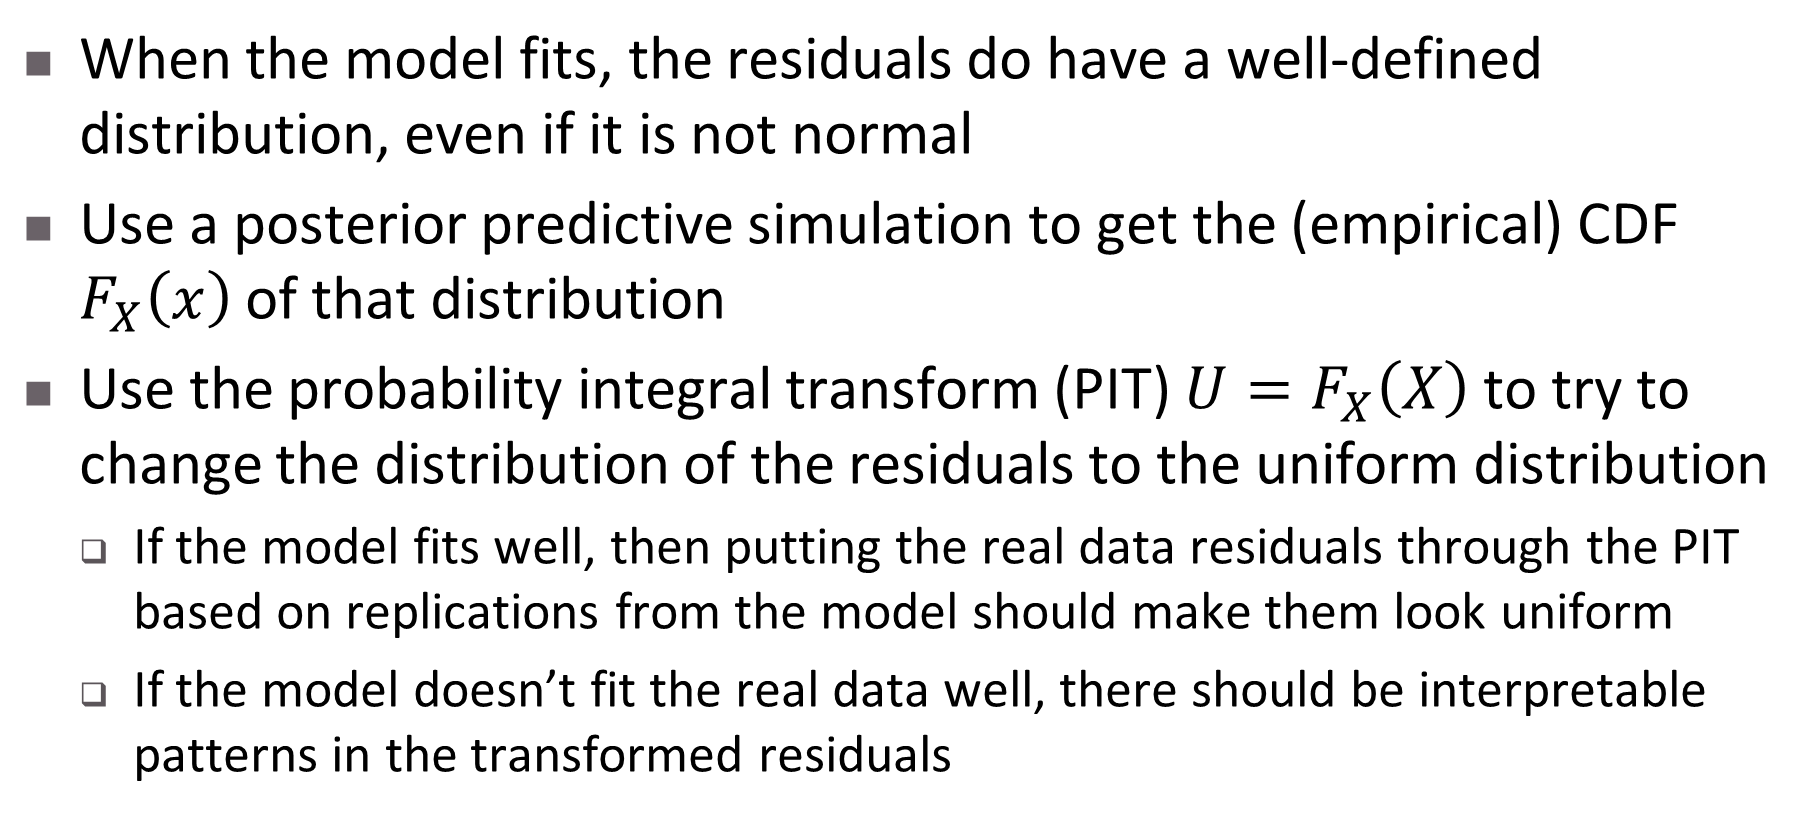 ■ When the model fits, the residuals do have a well-defined
distribution, even if it is not normal
■ Use a posterior predictive simulation to get the (empirical) CDF
F_X(x) of that distribution
■ Use the probability integral transform (PIT) U = F_X(X) to try to
change the distribution of the residuals to the uniform distribution
❑ If the model fits well, then putting the real data residuals through the PIT
based on replications from the model should make them look uniform
❑ If the model doesn’t fit the real data well, there should be interpretable
patterns in the transformed residuals